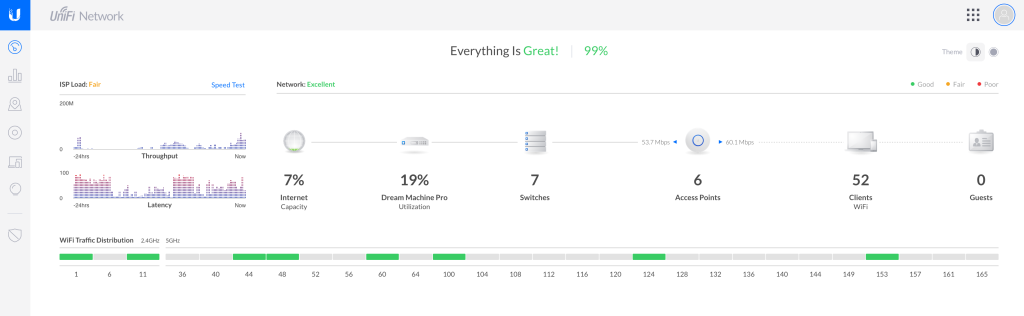 UniFi Network
Everything Is Great! | 99%
Theme
ISP Load: Fair
Speed Test
Network: Excellent
Good
Fair
Poor
200M
0
-24hrs
Throughput
Now
100
0
-24hrs
Latency
Now
53.7 Mbps
60.1 Mbps
7%
Internet
Capacity
19%
Dream Machine Pro
Utilization
7
Switches
6
Access Points
52
Clients
WiFi
0
Guests
WiFi Traffic Distribution 2.4GHz 5GHz
1 6 11 36 40 44 48 52 56 60 64 100 104 108 112 116 120 124 128 132 136 140 144 149 153 157 161 165